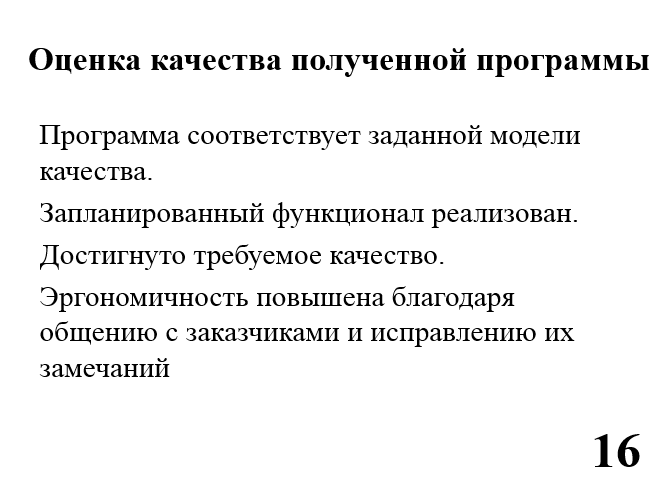 Оценка качества полученной программы
Программа соответствует заданной модели
качества.
Запланированный функционал реализован.
Достигнуто требуемое качество.
Эргономичность повышена благодаря
общению с заказчиками и исправлению их
замечаний
16